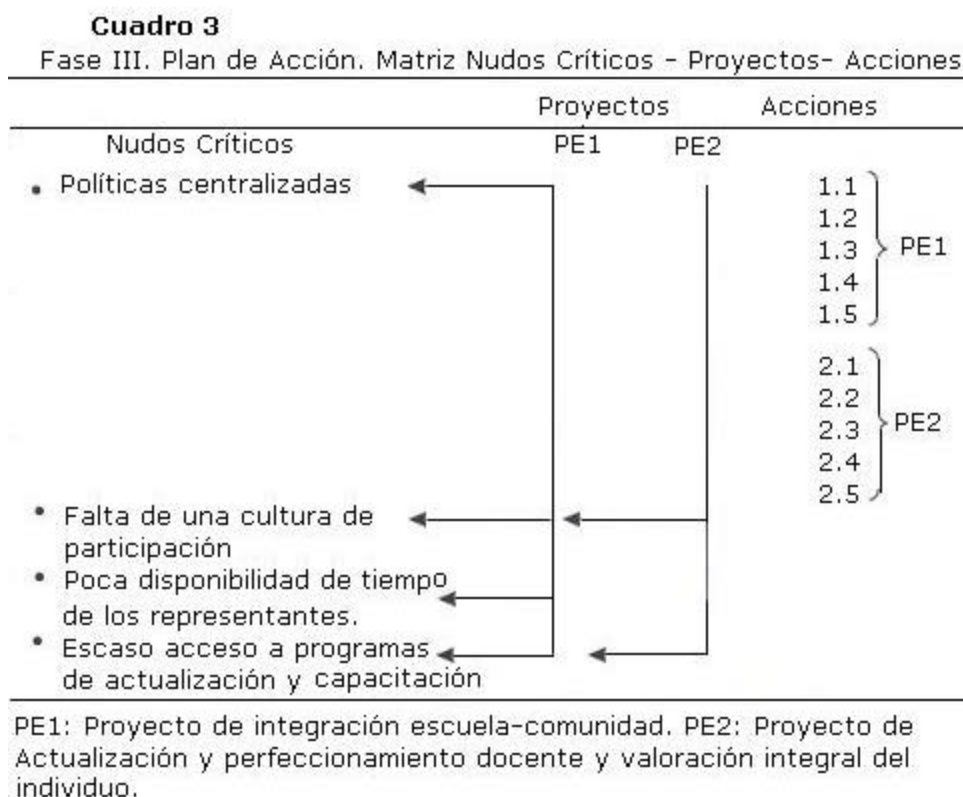 Cuadro 3
Fase III. Plan de Acción. Matriz Nudos Críticos - Proyectos- Acciones
Proyectos Acciones
Nudos Críticos PE1 PE2
• Políticas centralizadas
1.1
1.2
1.3 PE1
1.4
1.5
2.1
2.2
2.3 PE2
2.4
2.5
• Falta de una cultura de
participación
• Poca disponibilidad de tiempo
de los representantes.
• Escaso acceso a programas
de actualización y capacitación
PE1: Proyecto de integración escuela-comunidad. PE2: Proyecto de
Actualización y perfeccionamiento docente y valoración integral del
individuo.